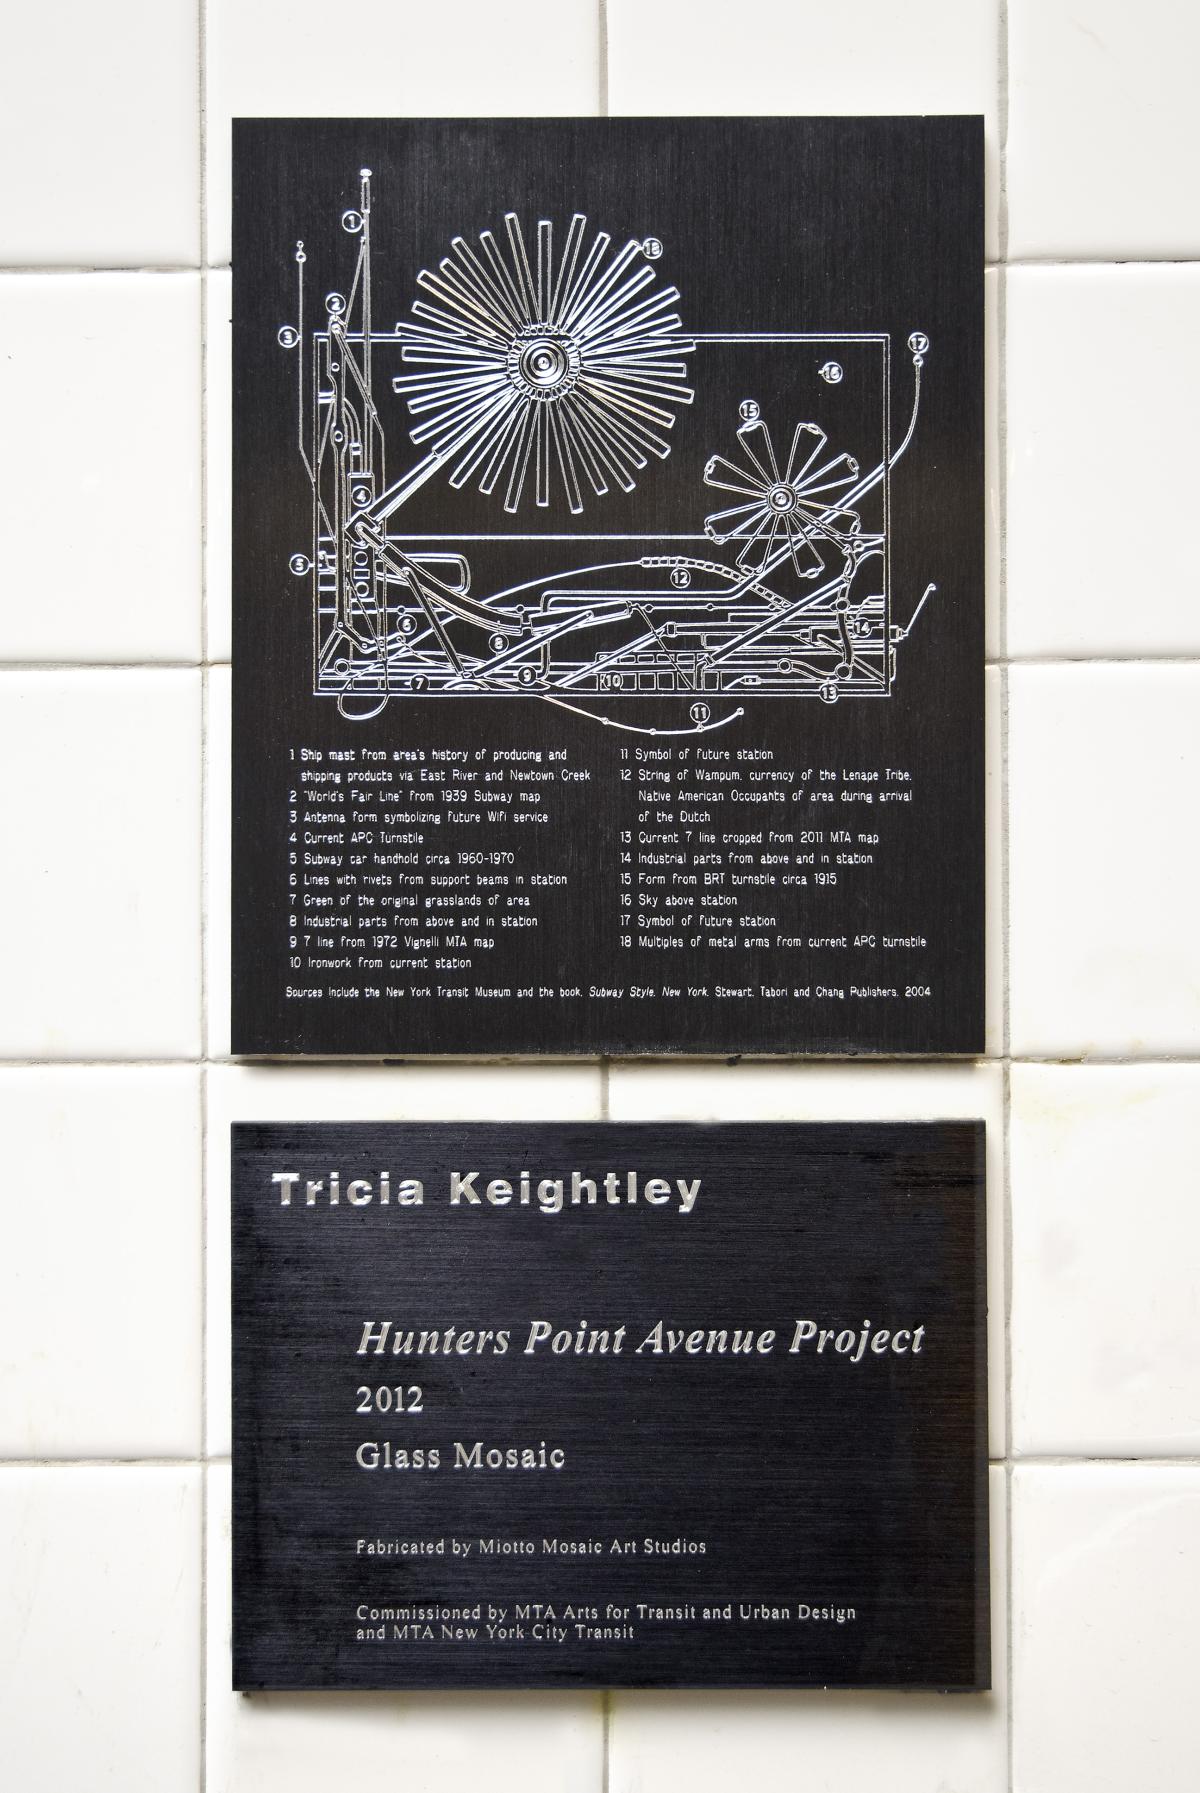 1
2
3
18
17
16
15
4
5
12
6
8
14
7
9
10
13
11
1 Ship mast from area's history of producing and
shipping products via East River and Newtown Creek
2 "World's Fair Line" from 1939 Subway map
3 Antenna form symbolizing future Wifi service
4 Current APC Turnstile
5 Subway car handhold circa 1960-1970
6 Lines with rivets from support beams in station
7 Green of the original grasslands of area
8 Industrial parts from above and in station
9 7 line from 1972 Vignelli MTA map
10 Ironwork from current station
11 Symbol of future station
12 String of Wampum, currency of the Lenape Tribe,
Native American Occupants of area during arrival
of the Dutch
13 Current 7 line cropped from 2011 MTA map
14 Industrial parts from above and in station
15 Form from BRT turnstile circa 1915
16 Sky above station
17 Symbol of future station
18 Multiples of metal arms from current APC turnstile
Sources include the New York Transit Museum and the book, Subway Style, New York. Stewart, Tabori and Chang Publishers, 2004
Tricia Keightley
Hunters Point Avenue Project
2012
Glass Mosaic
Fabricated by Miotto Mosaic Art Studios
Commissioned by MTA Arts for Transit and Urban Design
and MTA New York City Transit